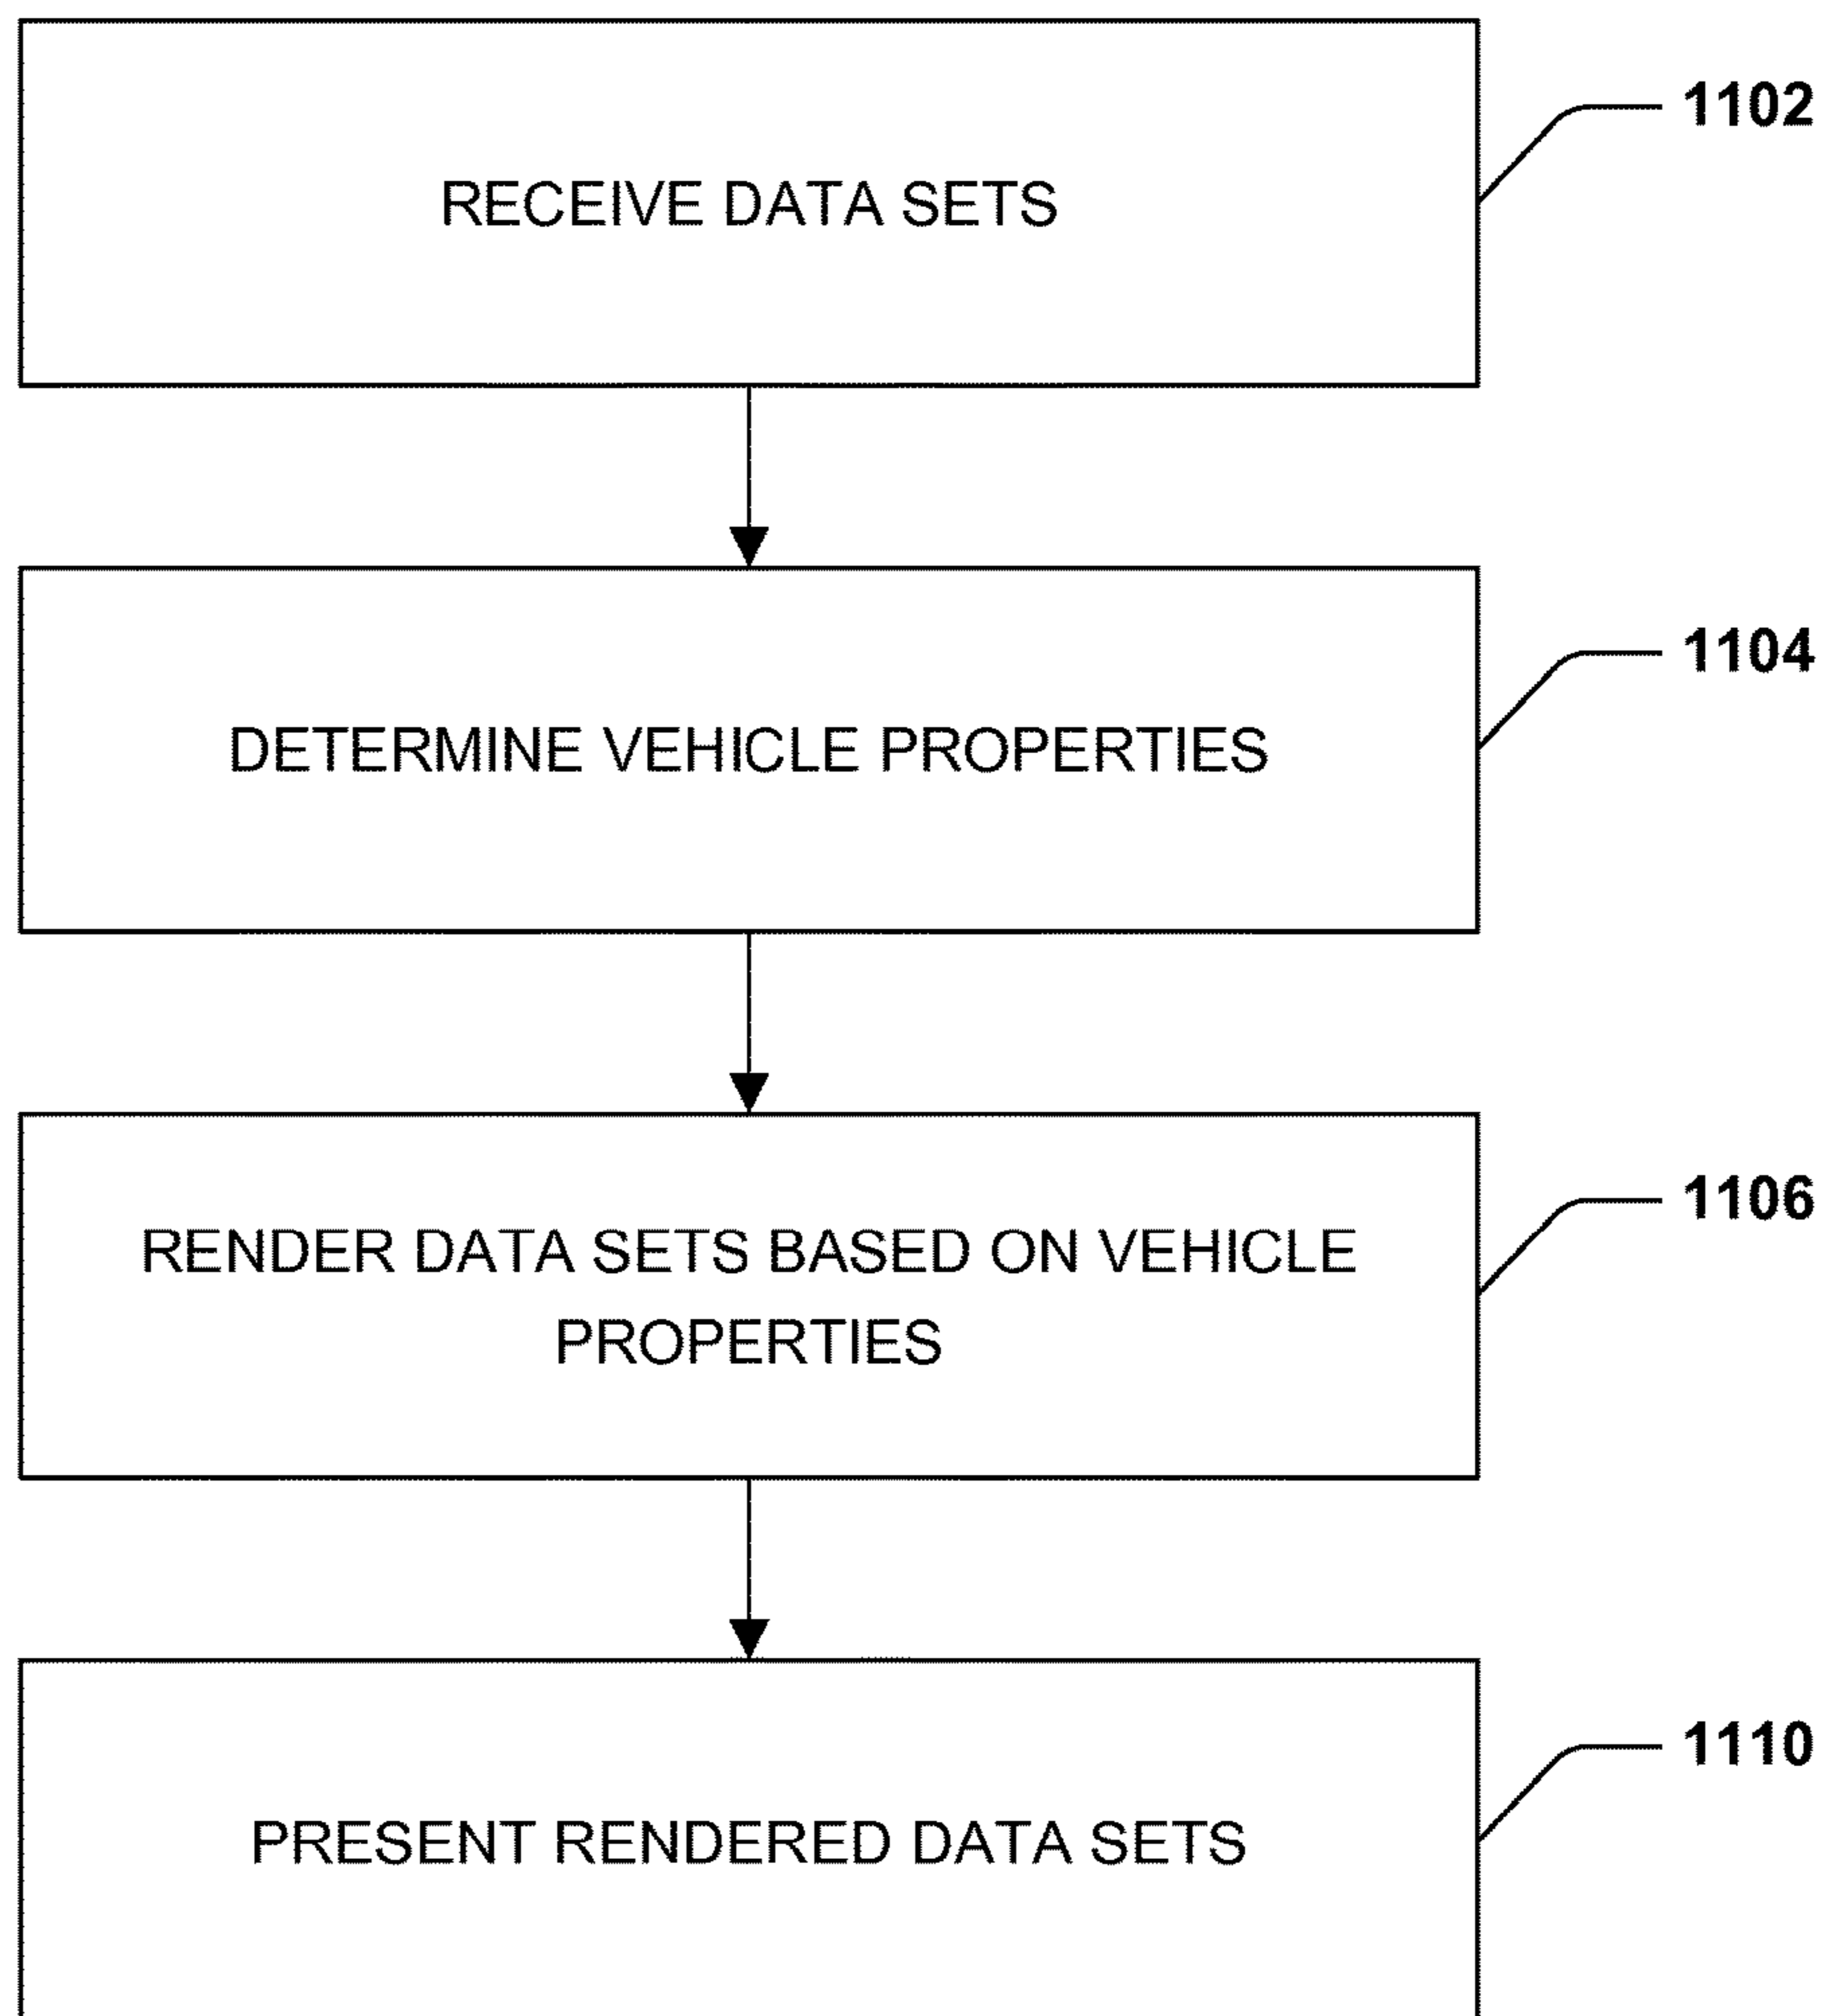 1102
RECEIVE DATA SETS
1104
DETERMINE VEHICLE PROPERTIES
1106
RENDER DATA SETS BASED ON VEHICLE
PROPERTIES
1110
PRESENT RENDERED DATA SETS